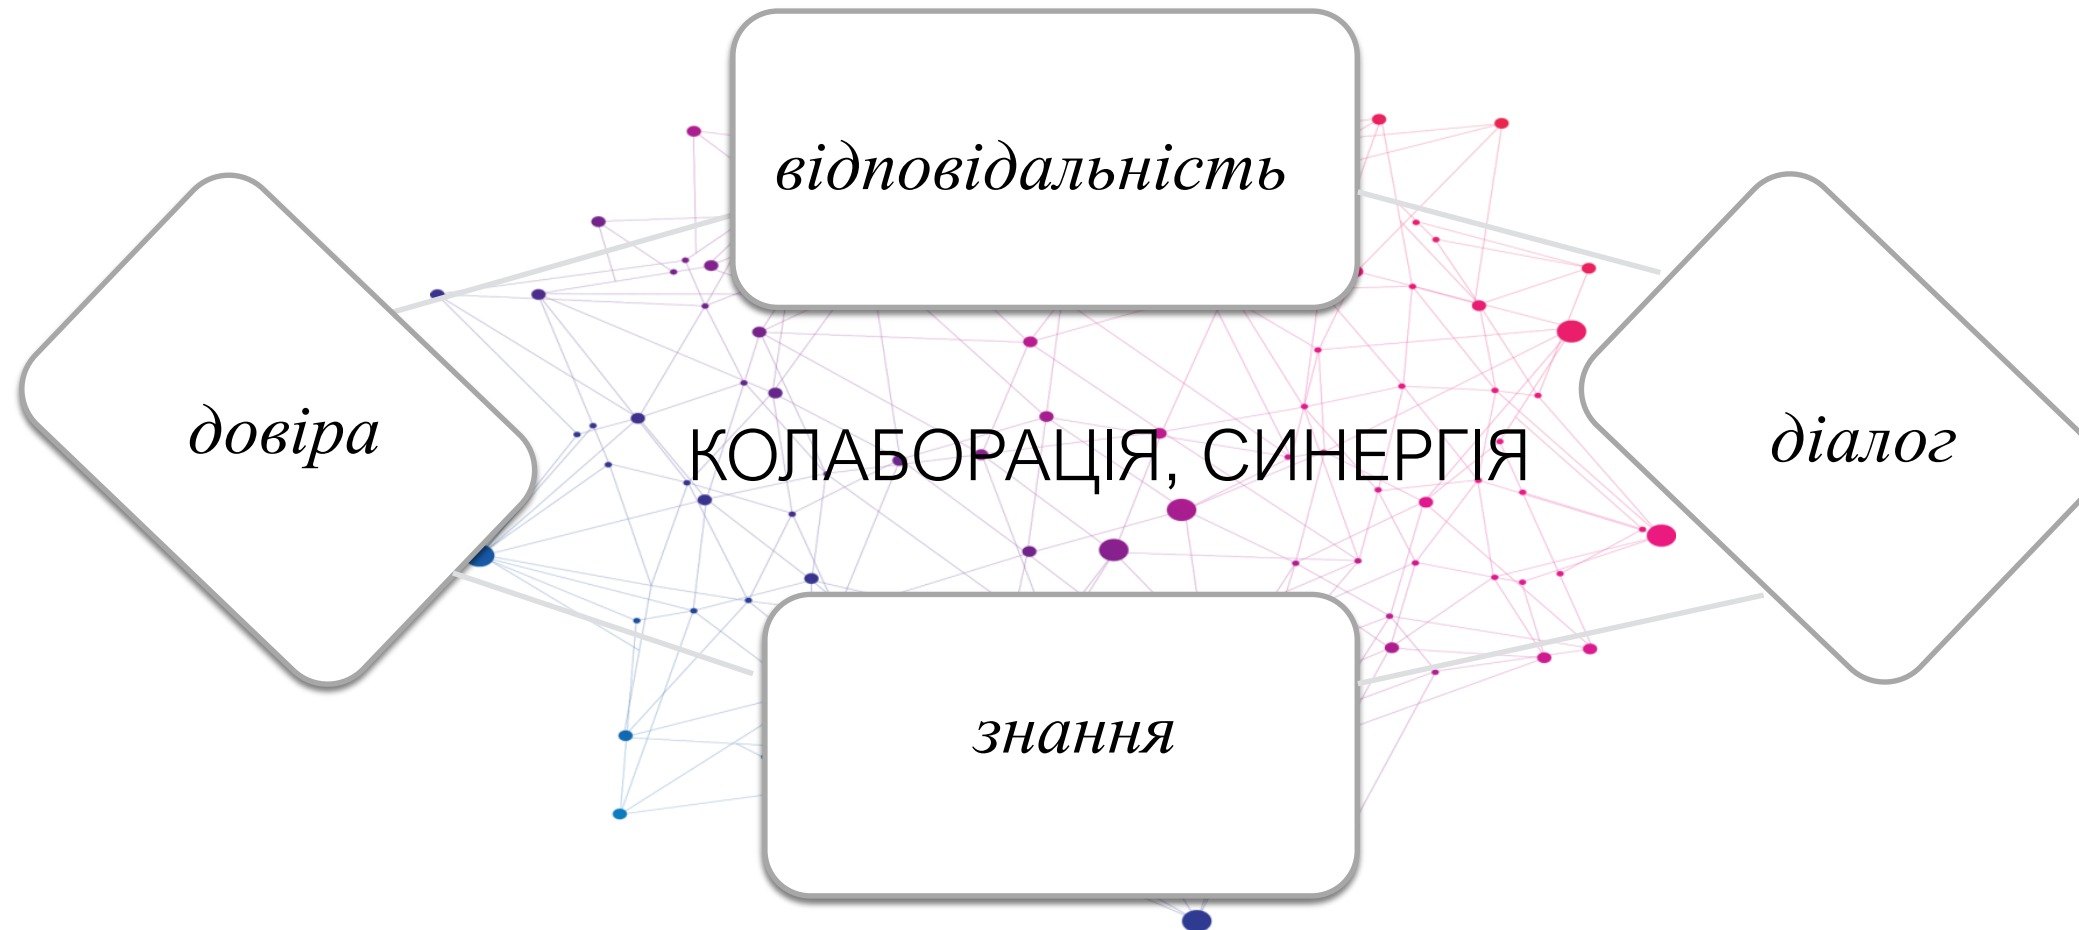 відповідальність
довіра
КОЛАБОРАЦІЯ, СИНЕРГІЯ
діалог
знання